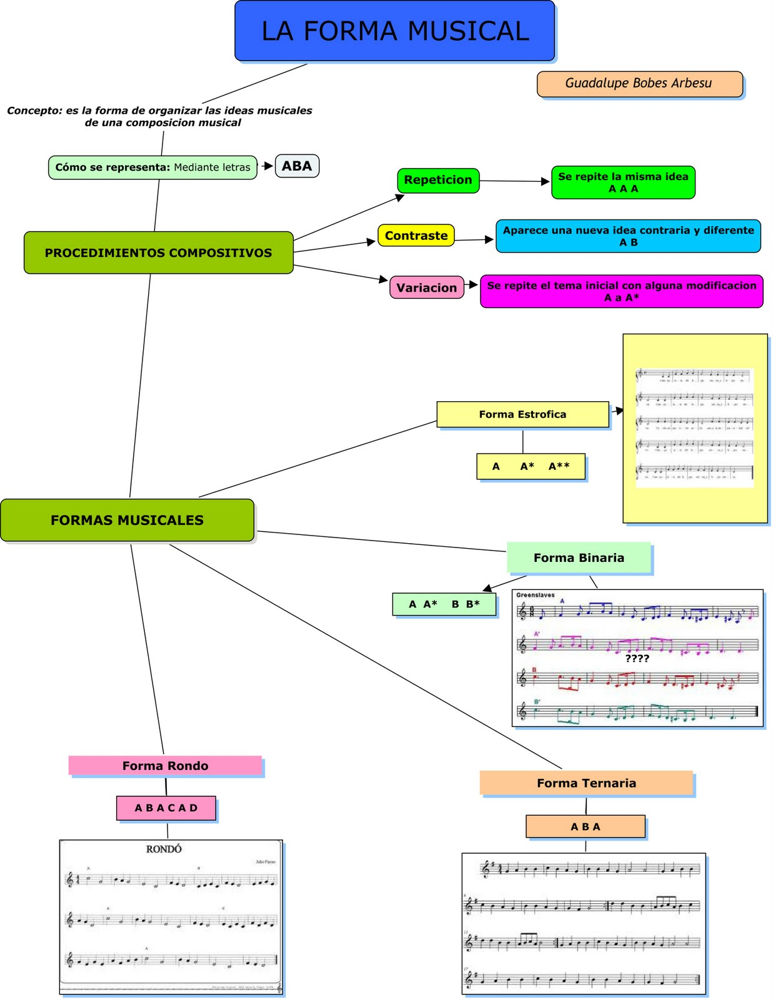 LA FORMA MUSICAL
Guadalupe Bobes Arbesu
Concepto: es la forma de organizar las ideas musicales
de una composicion musical
Cómo se representa: Mediante letras
ABA
Repeticion
Se repite la misma idea
A A A
PROCEDIMIENTOS COMPOSITIVOS
Contraste
Aparece una nueva idea contraria y diferente
A B
Variacion
Se repite el tema inicial con alguna modificacion
A a A*
Forma Estrofica
A A* A**
FORMAS MUSICALES
Forma Binaria
A A* B B*
Greenslaves
A
A'
????
B
B'
Forma Rondo
A B A C A D
RONDÓ
Julio Payno
A B
A C
A
Forma Ternaria
A B A